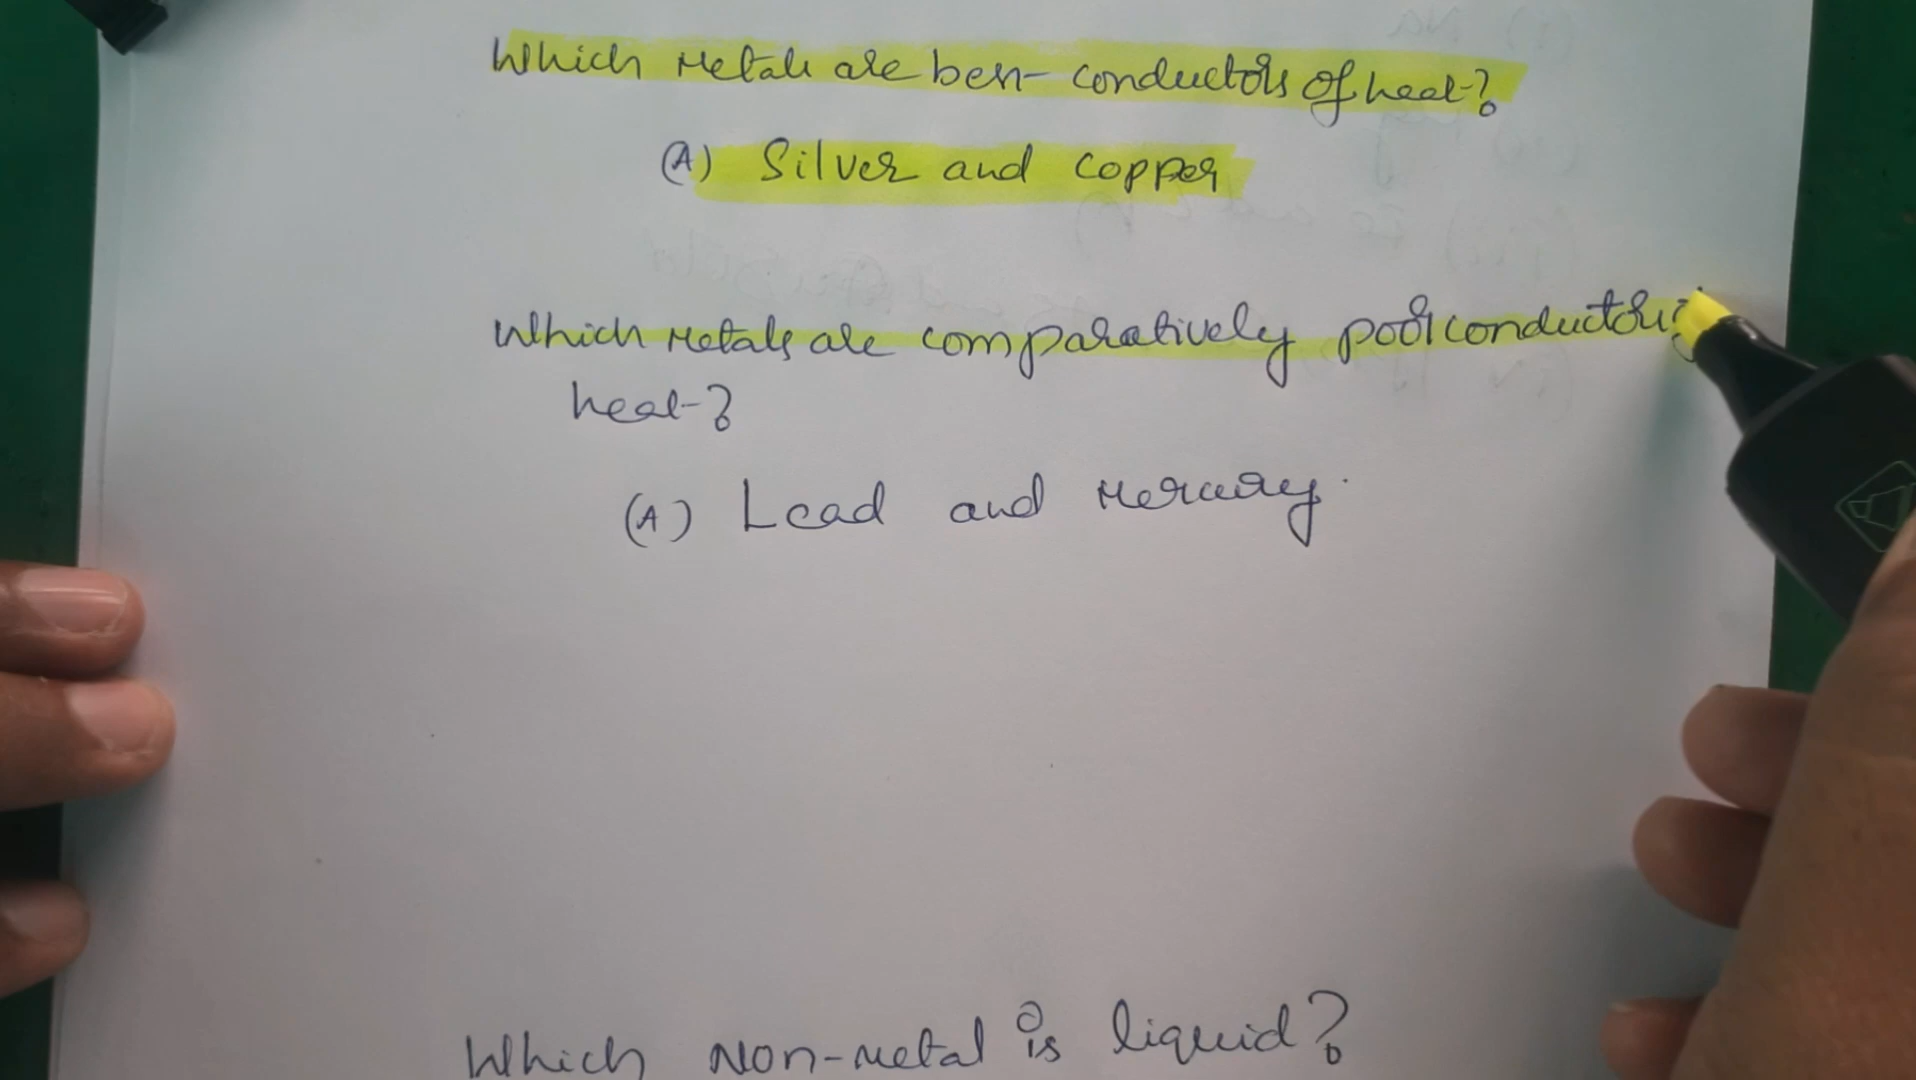 Which Metals are best conductors of heat?
(A) Silver and copper
Which Metals are comparatively poor conductors of
heat?
(A) Lead and Mercury.
Which Non-metal is liquid?